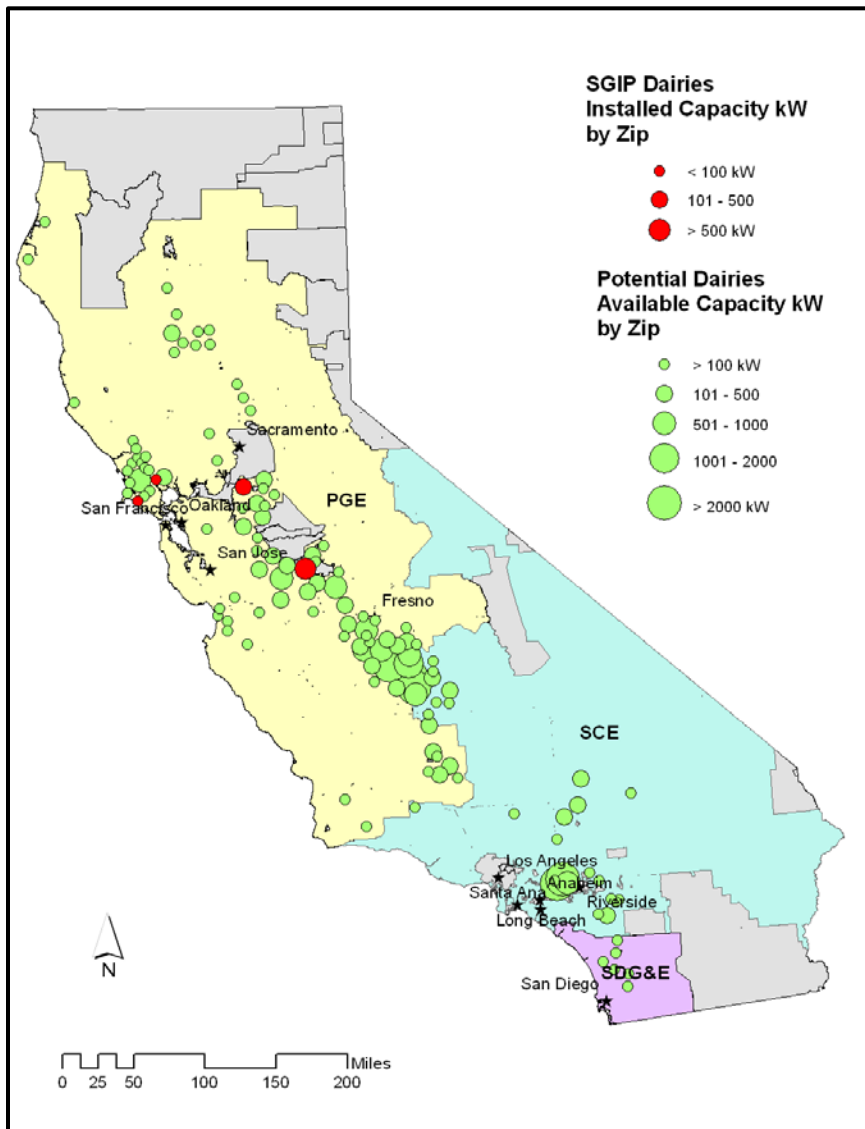 SGIP Dairies
Installed Capacity kW
by Zip
< 100 kW
101 - 500
> 500 kW
Potential Dairies
Available Capacity kW
by Zip
> 100 kW
101 - 500
501 - 1000
1001 - 2000
> 2000 kW
Sacramento
PGE
San Francisco
Oakland
San Jose
Fresno
SCE
Los Angeles
Anaheim
Santa Ana
Riverside
Long Beach
SDG&E
San Diego
N
Miles
0 25 50 100 150 200